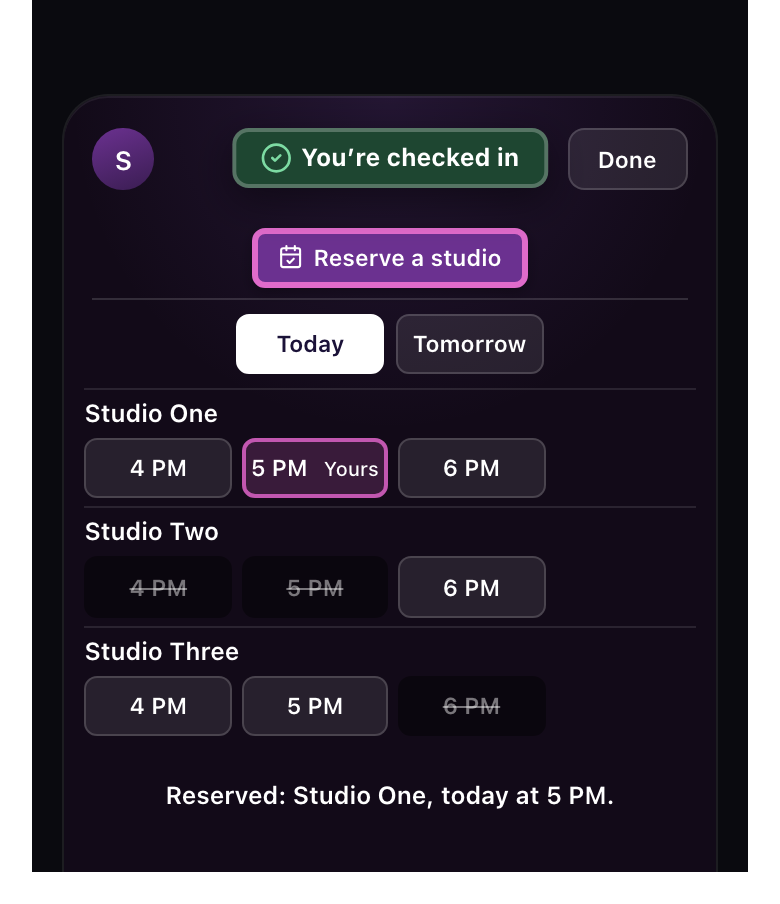 S You’re checked in Done
Reserve a studio
Today Tomorrow
Studio One
4 PM 5 PM Yours 6 PM
Studio Two
4 PM 5 PM 6 PM
Studio Three
4 PM 5 PM 6 PM
Reserved: Studio One, today at 5 PM.